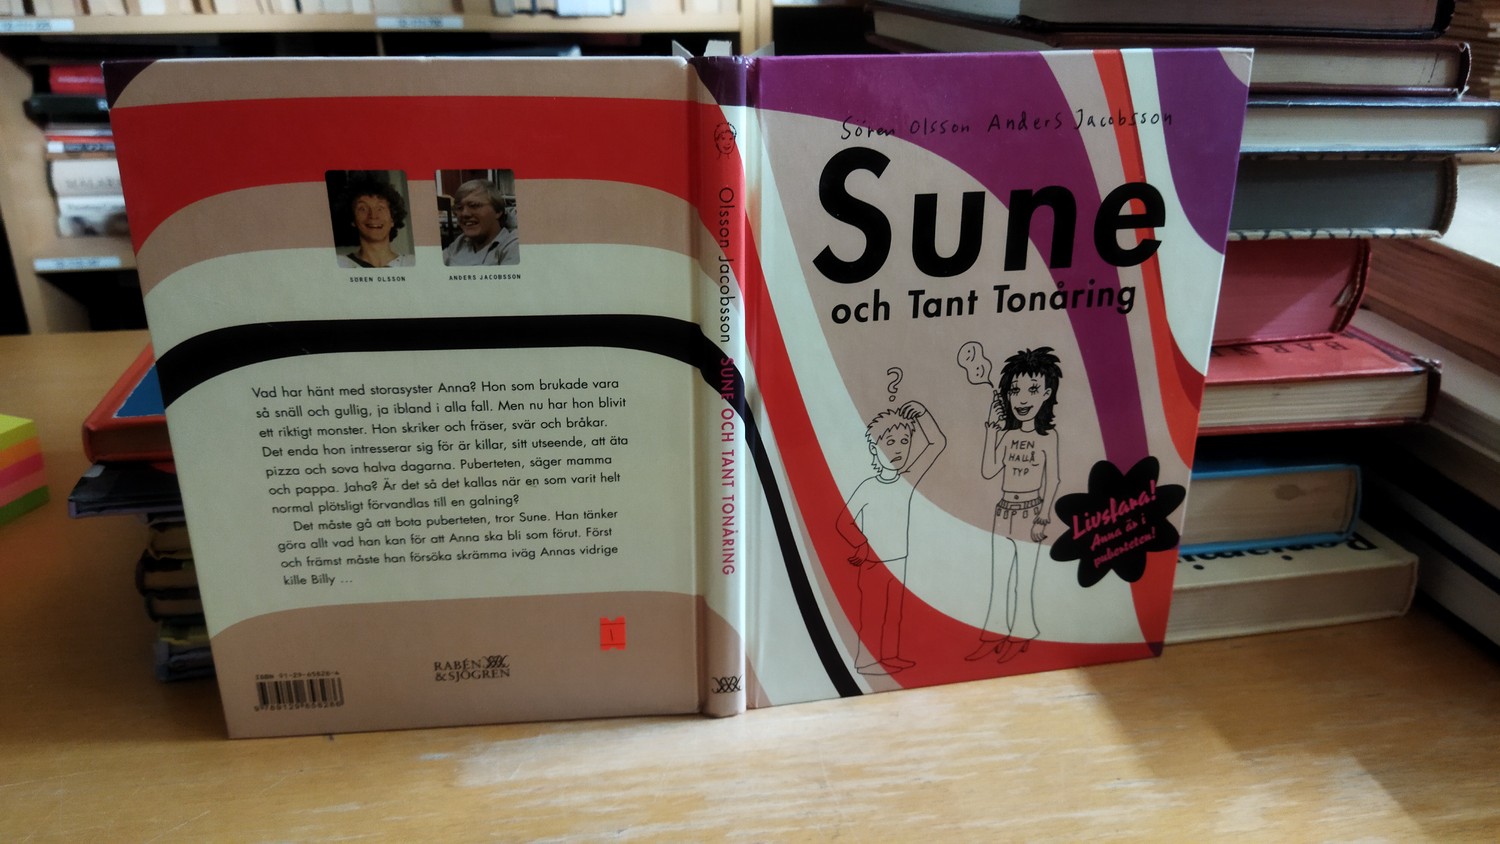 SÖREN OLSSON
ANDERS JACOBSSON
Vad har hänt med storasyster Anna? Hon som brukade vara
så snäll och gullig, ja ibland i alla fall. Men nu har hon blivit
ett riktigt monster. Hon skriker och fräser, svär och bråkar.
Det enda hon intresserar sig för är killar, sitt utseende, att äta
pizza och sova halva dagarna. Puberteten, säger mamma
och pappa. Jaha? Är det så det kallas när en som varit helt
normal plötsligt förvandlas till en galning?
Det måste gå att bota puberteten, tror Sune. Han tänker
göra allt vad han kan för att Anna ska bli som förut. Först
och främst måste han försöka skrämma iväg Annas vidrige
kille Billy ...
1
RABÉN
&SJÖGREN
Olsson Jacobsson SUNE OCH TANT TONÅRING
Sören Olsson Anders Jacobsson
Sune
och Tant Tonåring
?
MEN
HALLÅ
TYP
Livsfara!
Anna är i
puberteten!